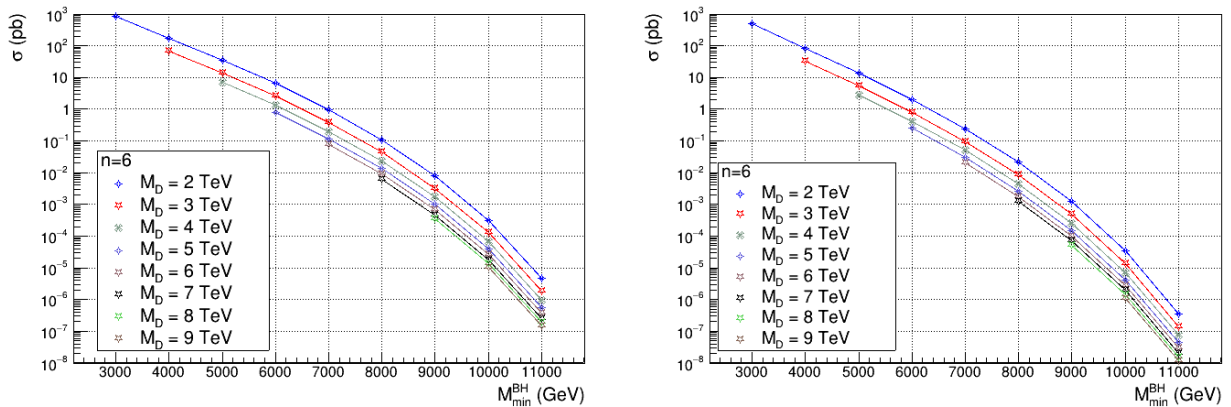 σ (pb)
10³
10²
10
1
10⁻¹
10⁻²
10⁻³
10⁻⁴
10⁻⁵
10⁻⁶
10⁻⁷
10⁻⁸
n=6
M_D = 2 TeV
M_D = 3 TeV
M_D = 4 TeV
M_D = 5 TeV
M_D = 6 TeV
M_D = 7 TeV
M_D = 8 TeV
M_D = 9 TeV
3000 4000 5000 6000 7000 8000 9000 10000 11000
M_min^BH (GeV)
σ (pb)
10³
10²
10
1
10⁻¹
10⁻²
10⁻³
10⁻⁴
10⁻⁵
10⁻⁶
10⁻⁷
10⁻⁸
n=6
M_D = 2 TeV
M_D = 3 TeV
M_D = 4 TeV
M_D = 5 TeV
M_D = 6 TeV
M_D = 7 TeV
M_D = 8 TeV
M_D = 9 TeV
3000 4000 5000 6000 7000 8000 9000 10000 11000
M_min^BH (GeV)